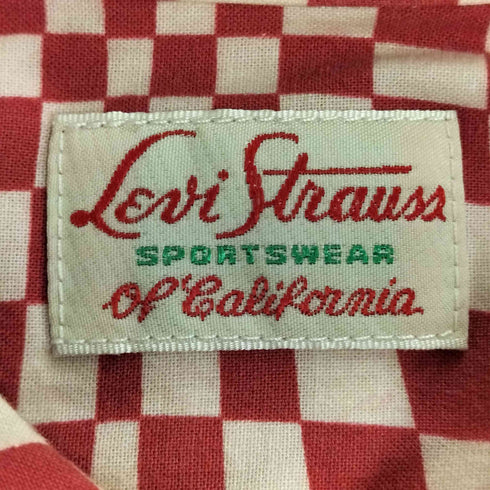 Levi Strauss
SPORTSWEAR
Of California